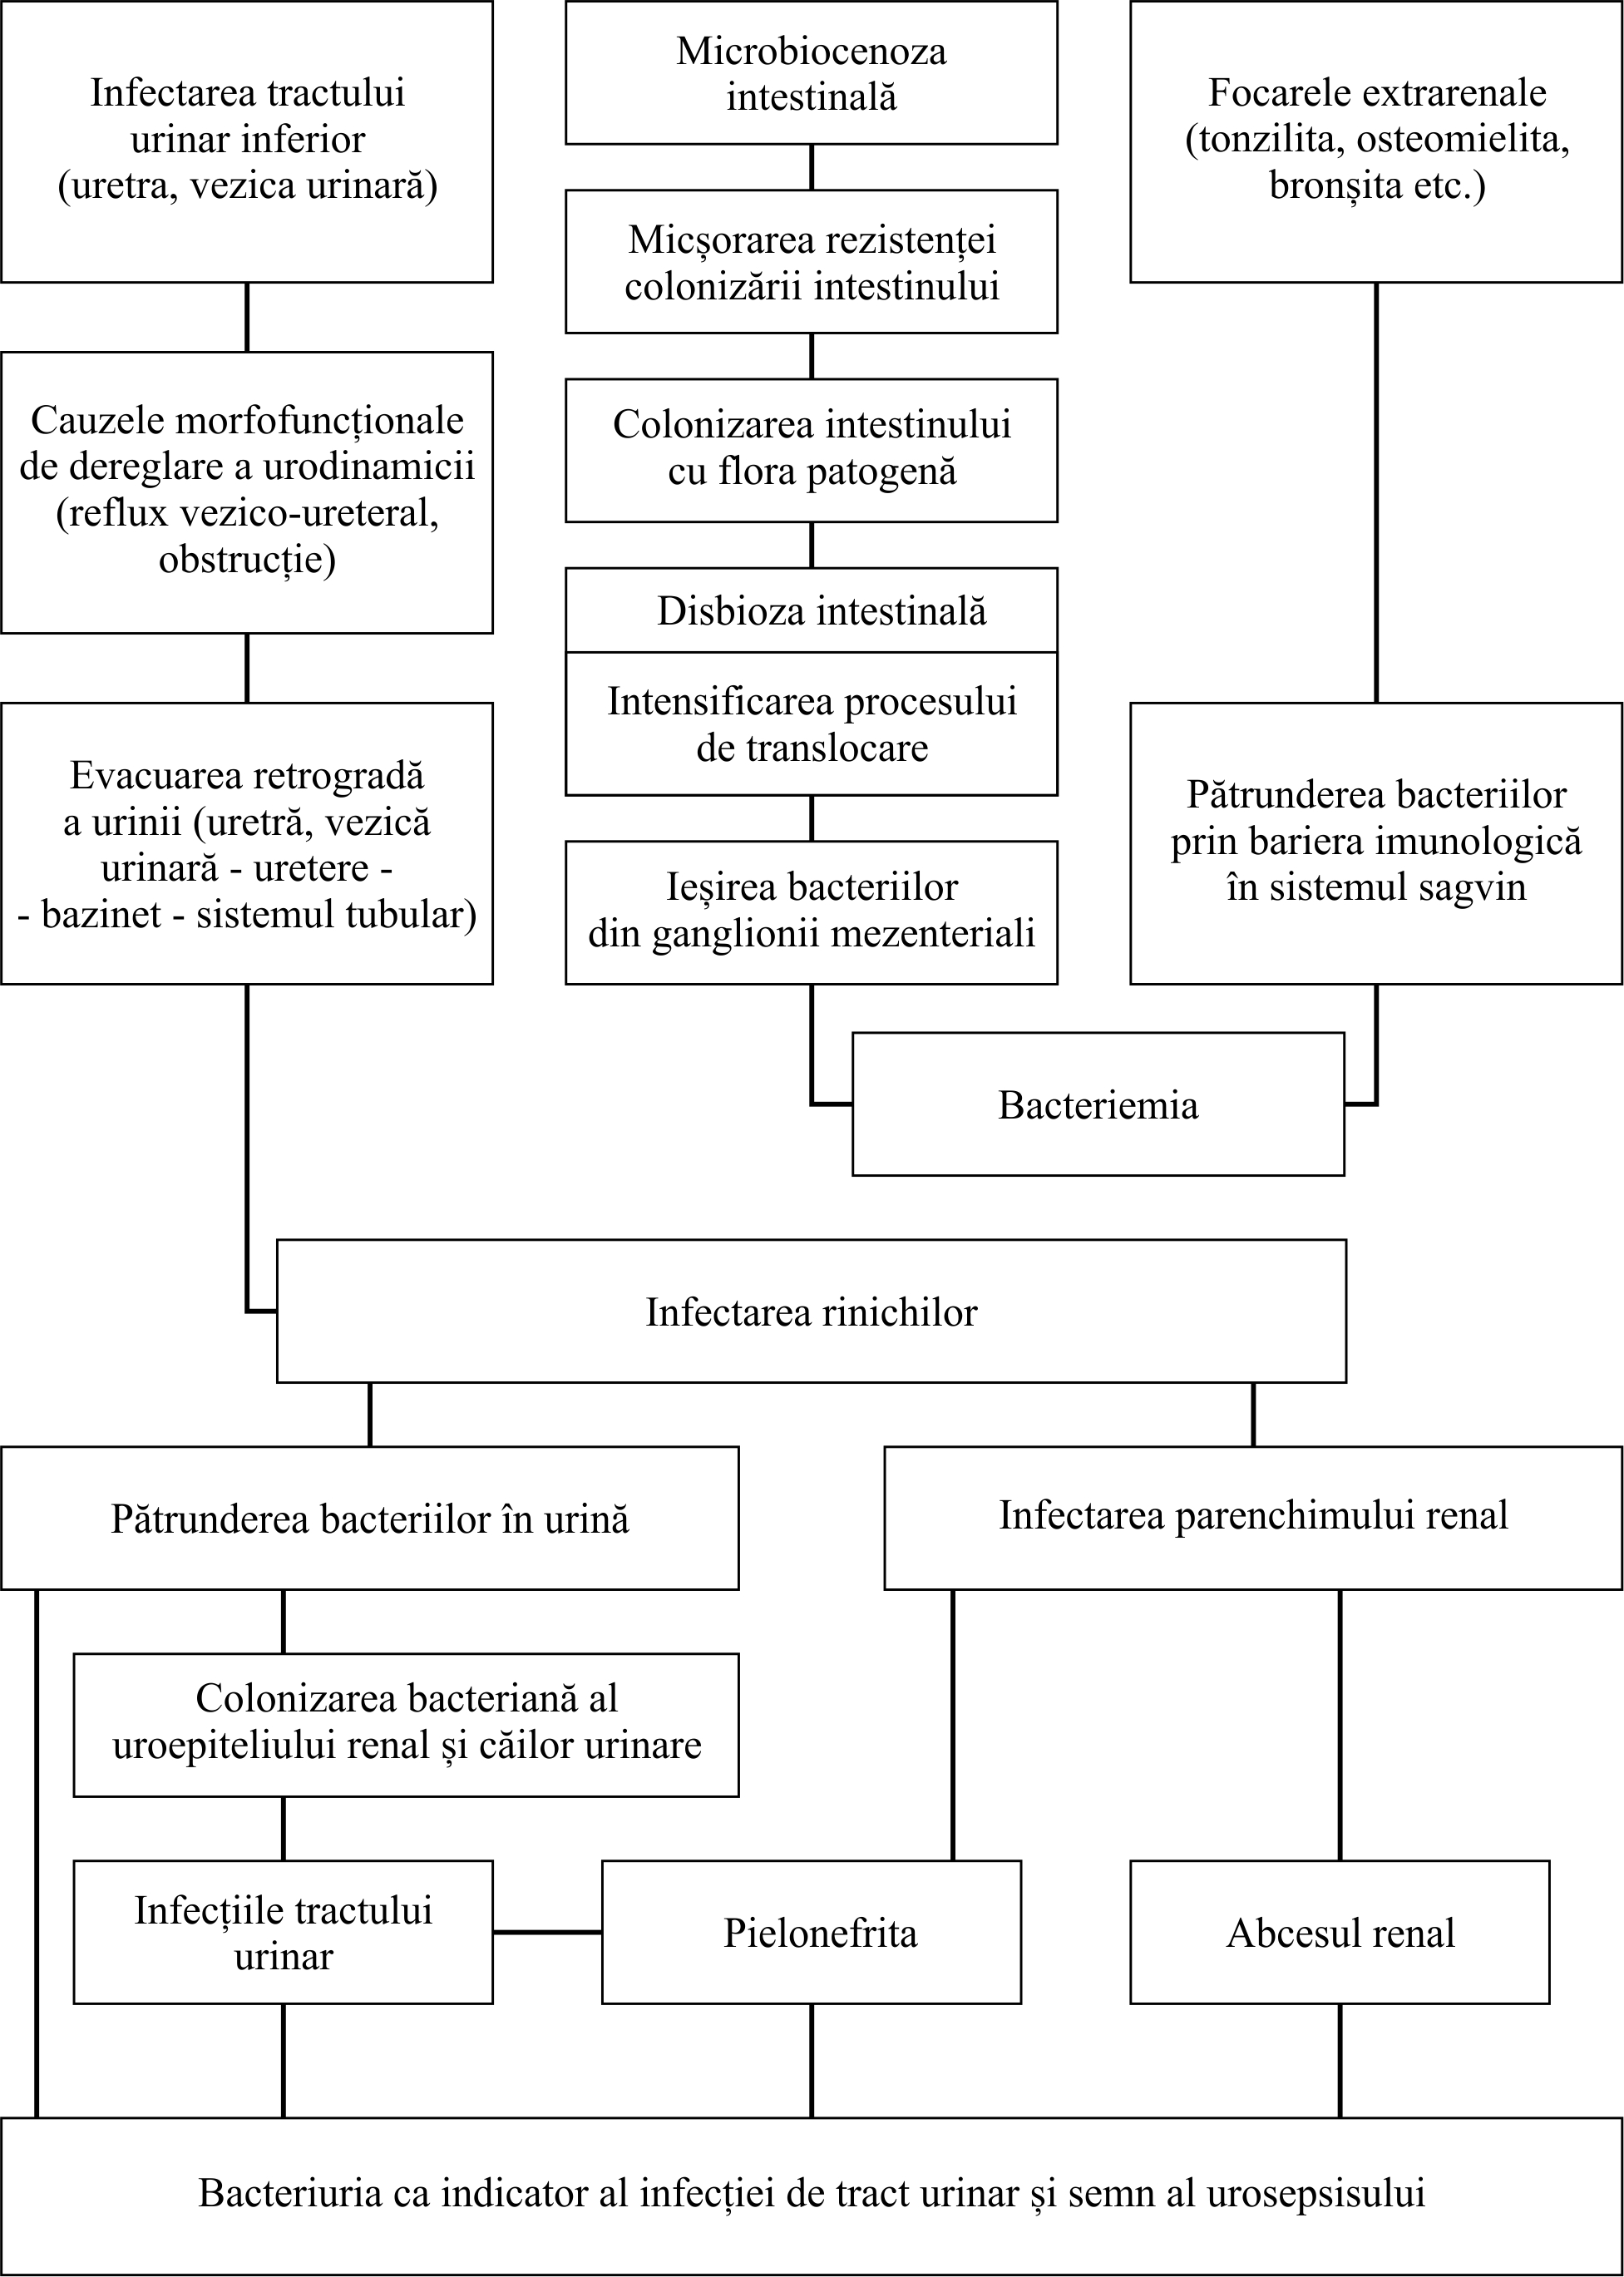 Infectarea tractului
urinar inferior
(uretra, vezica urinară)
Microbiocenoza
intestinală
Focarele extrarenale
(tonzilita, osteomielita,
bronșita etc.)
Micșorarea rezistenței
colonizării intestinului
Cauzele morfofuncționale
de dereglare a urodinamicii
(reflux vezico-ureteral,
obstrucție)
Colonizarea intestinului
cu flora patogenă
Disbioza intestinală
Intensificarea procesului
de translocare
Evacuarea retrogradă
a urinii (uretră, vezică
urinară - uretere -
- bazinet - sistemul tubular)
Ieșirea bacteriilor
din ganglionii mezenteriali
Pătrunderea bacteriilor
prin bariera imunologică
în sistemul sagvin
Bacteriemia
Infectarea rinichilor
Pătrunderea bacteriilor în urină
Infectarea parenchimului renal
Colonizarea bacteriană al
uroepiteliului renal și căilor urinare
Infecțiile tractului
urinar
Pielonefrita
Abcesul renal
Bacteriuria ca indicator al infecției de tract urinar și semn al urosepsisului